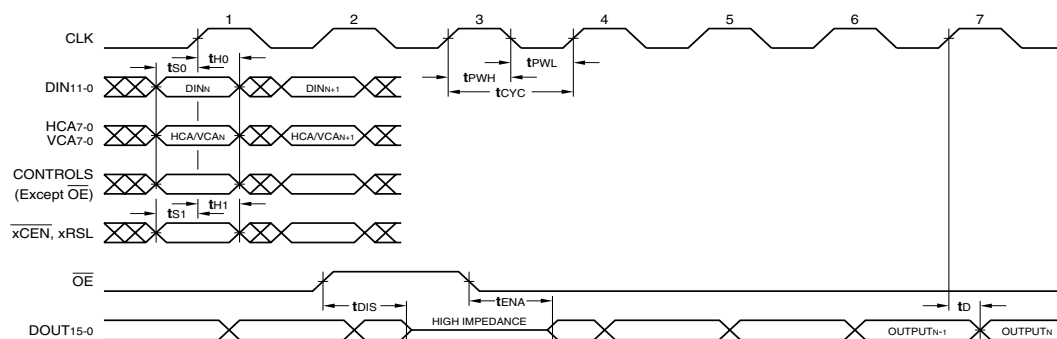 1 2 3 4 5 6 7
CLK
tS0 tH0 tPWH tPWL
tCYC
DIN11-0 DINN DINN+1
HCA7-0
VCA7-0 HCA/VCAN HCA/VCAN+1
CONTROLS
(Except OE)
tS1 tH1
xCEN, xRSL
OE
tDIS tENA tD
DOUT15-0 HIGH IMPEDANCE OUTPUTN-1 OUTPUTN